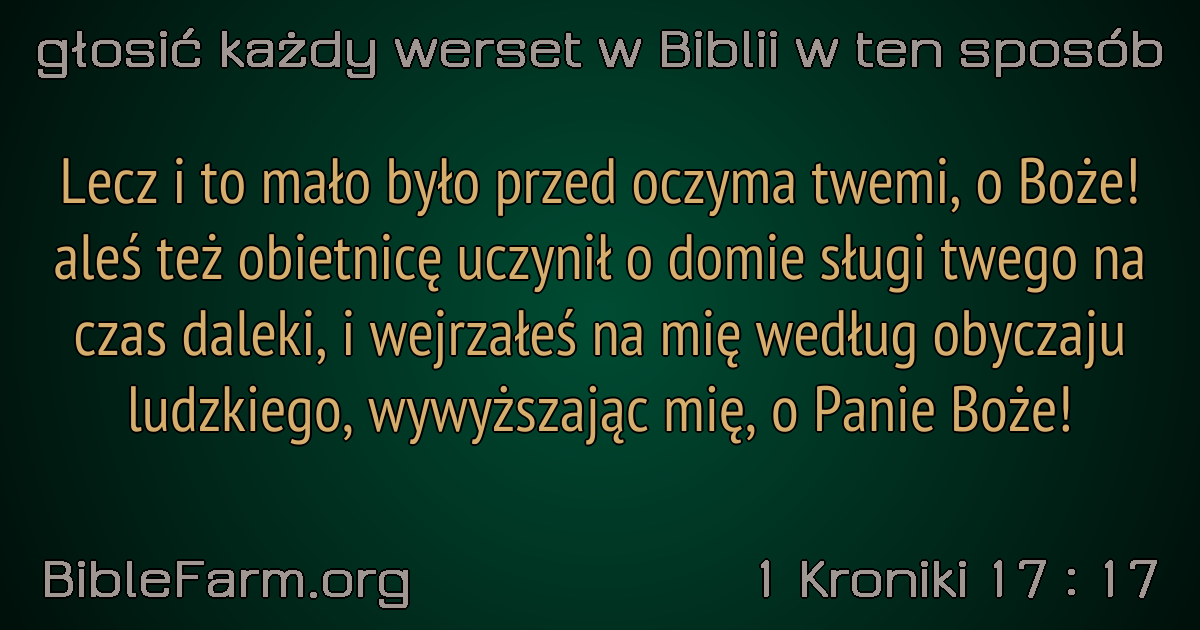 głosić każdy werset w Biblii w ten sposób
Lecz i to mało było przed oczyma twemi, o Boże!
aleś też obietnicę uczynił o domie sługi twego na
czas daleki, i wejrzałeś na mię według obyczaju
ludzkiego, wywyższając mię, o Panie Boże!
BibleFarm.org
1 Kroniki 17 : 17